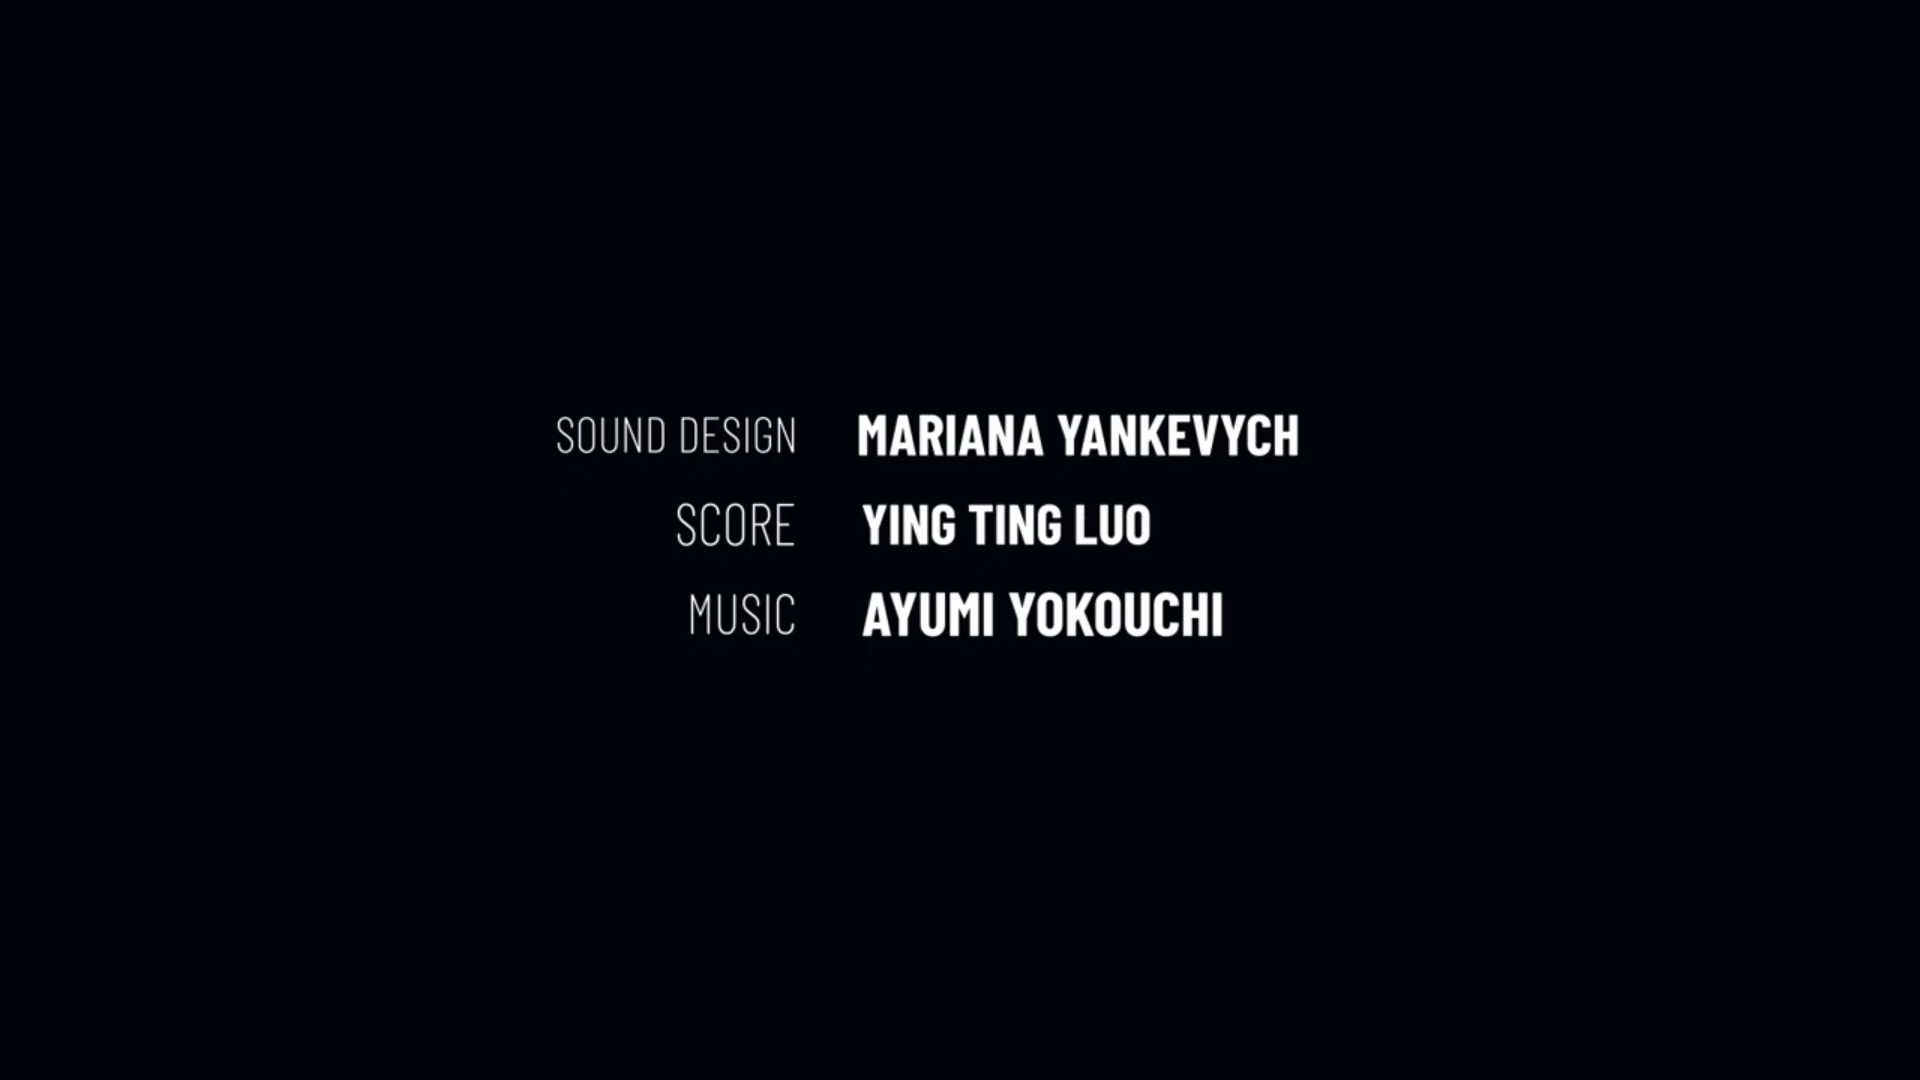 SOUND DESIGN MARIANA YANKEVYCH
SCORE YING TING LUO
MUSIC AYUMI YOKOUCHI